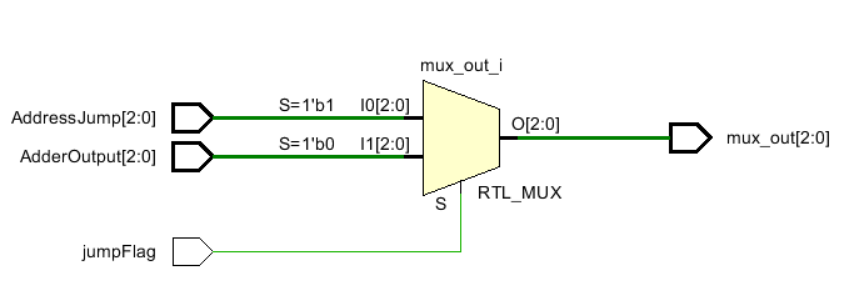 mux_out_i
AddressJump[2:0] S=1'b1 I0[2:0]
O[2:0] mux_out[2:0]
AdderOutput[2:0] S=1'b0 I1[2:0]
S RTL_MUX
jumpFlag